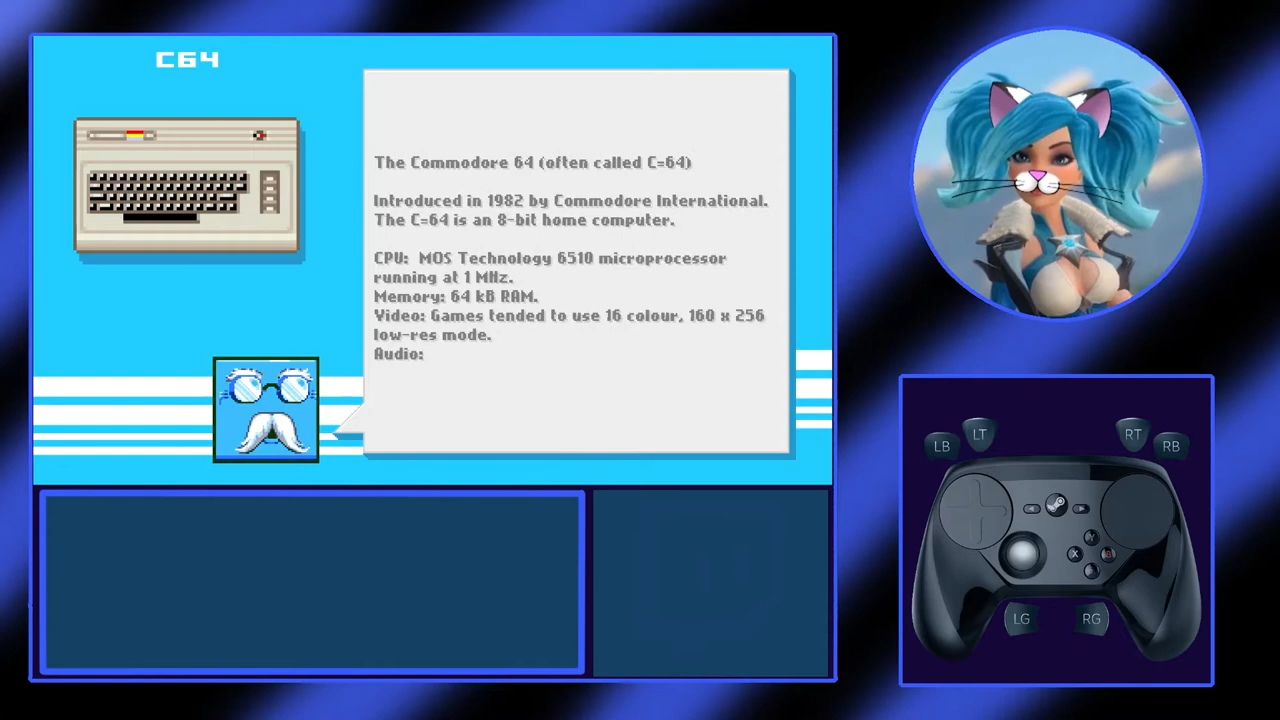 C64
The Commodore 64 (often called C=64)
Introduced in 1982 by Commodore International.
The C=64 is an 8-bit home computer.
CPU: MOS Technology 6510 microprocessor
running at 1 MHz.
Memory: 64 kB RAM.
Video: Games tended to use 16 colour, 160 x 256
low-res mode.
Audio:
LB
LT
RT
RB
Y
X
B
A
LG
RG